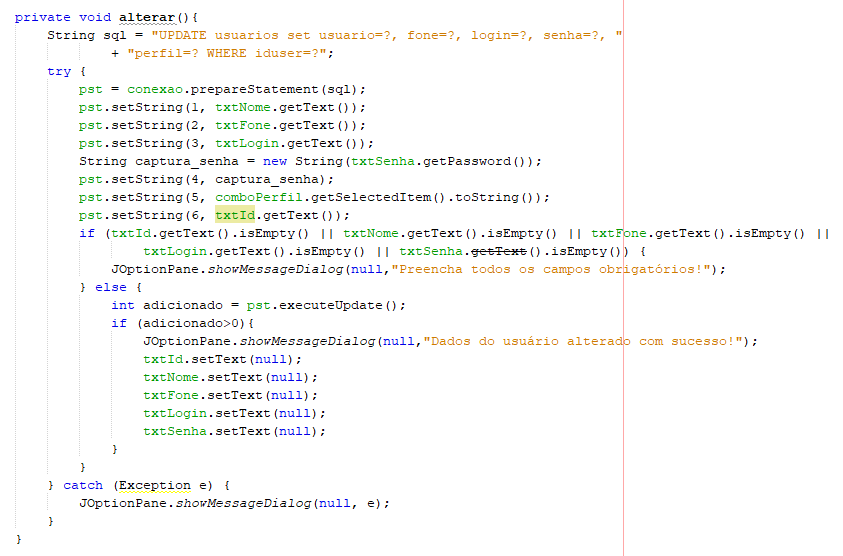 private void alterar(){
String sql = "UPDATE usuarios set usuario=?, fone=?, login=?, senha=?, "
+ "perfil=? WHERE iduser=?";
try {
pst = conexao.prepareStatement(sql);
pst.setString(1, txtNome.getText());
pst.setString(2, txtFone.getText());
pst.setString(3, txtLogin.getText());
String captura_senha = new String(txtSenha.getPassword());
pst.setString(4, captura_senha);
pst.setString(5, comboPerfil.getSelectedItem().toString());
pst.setString(6, txtId.getText());
if (txtId.getText().isEmpty() || txtNome.getText().isEmpty() || txtFone.getText().isEmpty() ||
txtLogin.getText().isEmpty() || txtSenha.getText().isEmpty()) {
JOptionPane.showMessageDialog(null,"Preencha todos os campos obrigatórios!");
} else {
int adicionado = pst.executeUpdate();
if (adicionado>0){
JOptionPane.showMessageDialog(null,"Dados do usuário alterado com sucesso!");
txtId.setText(null);
txtNome.setText(null);
txtFone.setText(null);
txtLogin.setText(null);
txtSenha.setText(null);
}
}
} catch (Exception e) {
JOptionPane.showMessageDialog(null, e);
}
}